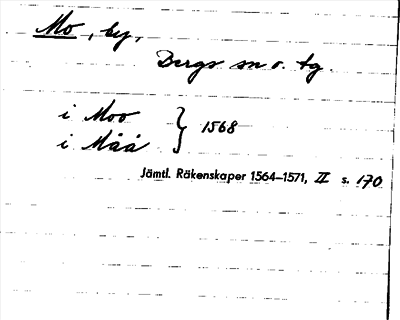 Mo, by,
Bergs sn o. tg.
i Moo
i Måå } 1568
Jämtl. Räkenskaper 1564–1571, II s. 170